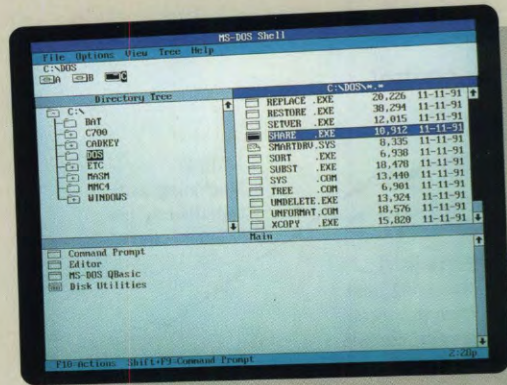 MS-DOS Shell
File Options View Tree Help
C:\DOS
A B C
Directory Tree
C:\
BAT
C700
CADKEY
DOS
ETC
MASM
MMC4
WINDOWS
C:\DOS\*.*
REPLACE .EXE 20,226 11-11-91
RESTORE .EXE 38,294 11-11-91
SETVER .EXE 12,015 11-11-91
SHARE .EXE 10,912 11-11-91
SMARTDRV.SYS 8,335 11-11-91
SORT .EXE 6,938 11-11-91
SUBST .EXE 18,478 11-11-91
SYS .COM 13,440 11-11-91
TREE .COM 6,901 11-11-91
UNDELETE.EXE 13,924 11-11-91
UNFORMAT.COM 18,576 11-11-91
XCOPY .EXE 15,820 11-11-91
Main
Command Prompt
Editor
MS-DOS QBasic
Disk Utilities
F10=Actions Shift+F9=Command Prompt 2:28p